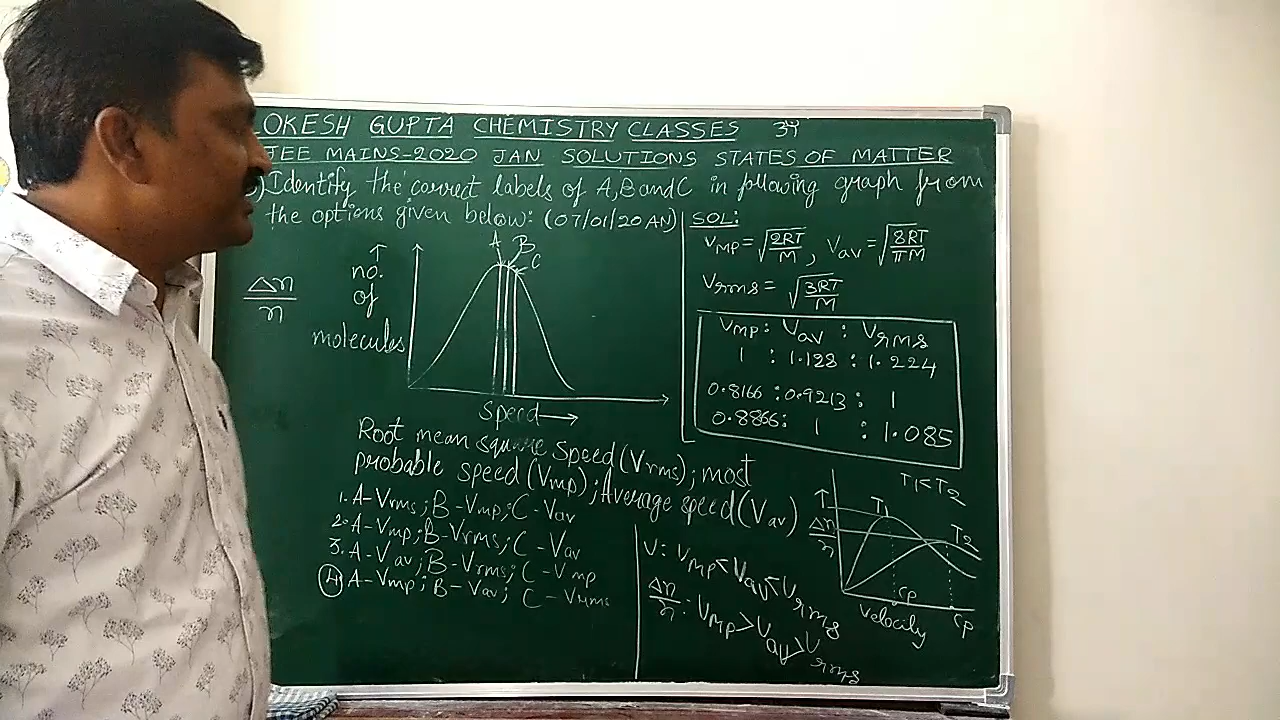 OKESH GUPTA CHEMISTRY CLASSES 34
JEE MAINS-2020 JAN SOLUTIONS STATES OF MATTER
)Identify the correct labels of A,B and C in following graph from
the options given below: (07/01/20 AN)
A B C
↑
no.
of
molecules
Δn/n
Speed→
Root mean square speed (Vrms); most
probable speed (Vmp); Average speed (Vav)
1. A-Vrms; B-Vmp; C-Vav
2. A-Vmp; B-Vrms; C-Vav
3. A-Vav; B-Vrms; C-Vmp
4 A-Vmp; B-Vav; C-Vrms
SOL:
VMP = √2RT/M, Vav = √8RT/πM
Vrms = √3RT/M
VMP : Vav : Vrms
1 : 1.128 : 1.224
0.8166 : 0.9213 : 1
0.8866: 1 : 1.085
V: VMP < Vav < Vrms
Δn/n: VMP > Vav > Vrms
T1<T2
↑
Δn/n
T1
T2
CP
CP
Velocity